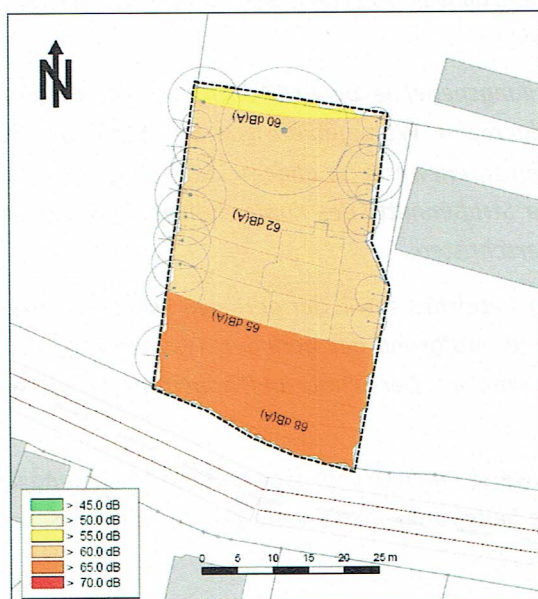 N
60 dB(A)
62 dB(A)
65 dB(A)
68 dB(A)
> 45.0 dB
> 50.0 dB
> 55.0 dB
> 60.0 dB
> 65.0 dB
> 70.0 dB
0 5 10 15 20 25 m